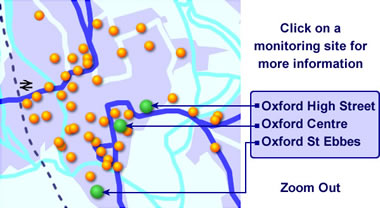 Click on a
monitoring site for
more information
Oxford High Street
Oxford Centre
Oxford St Ebbes
Zoom Out